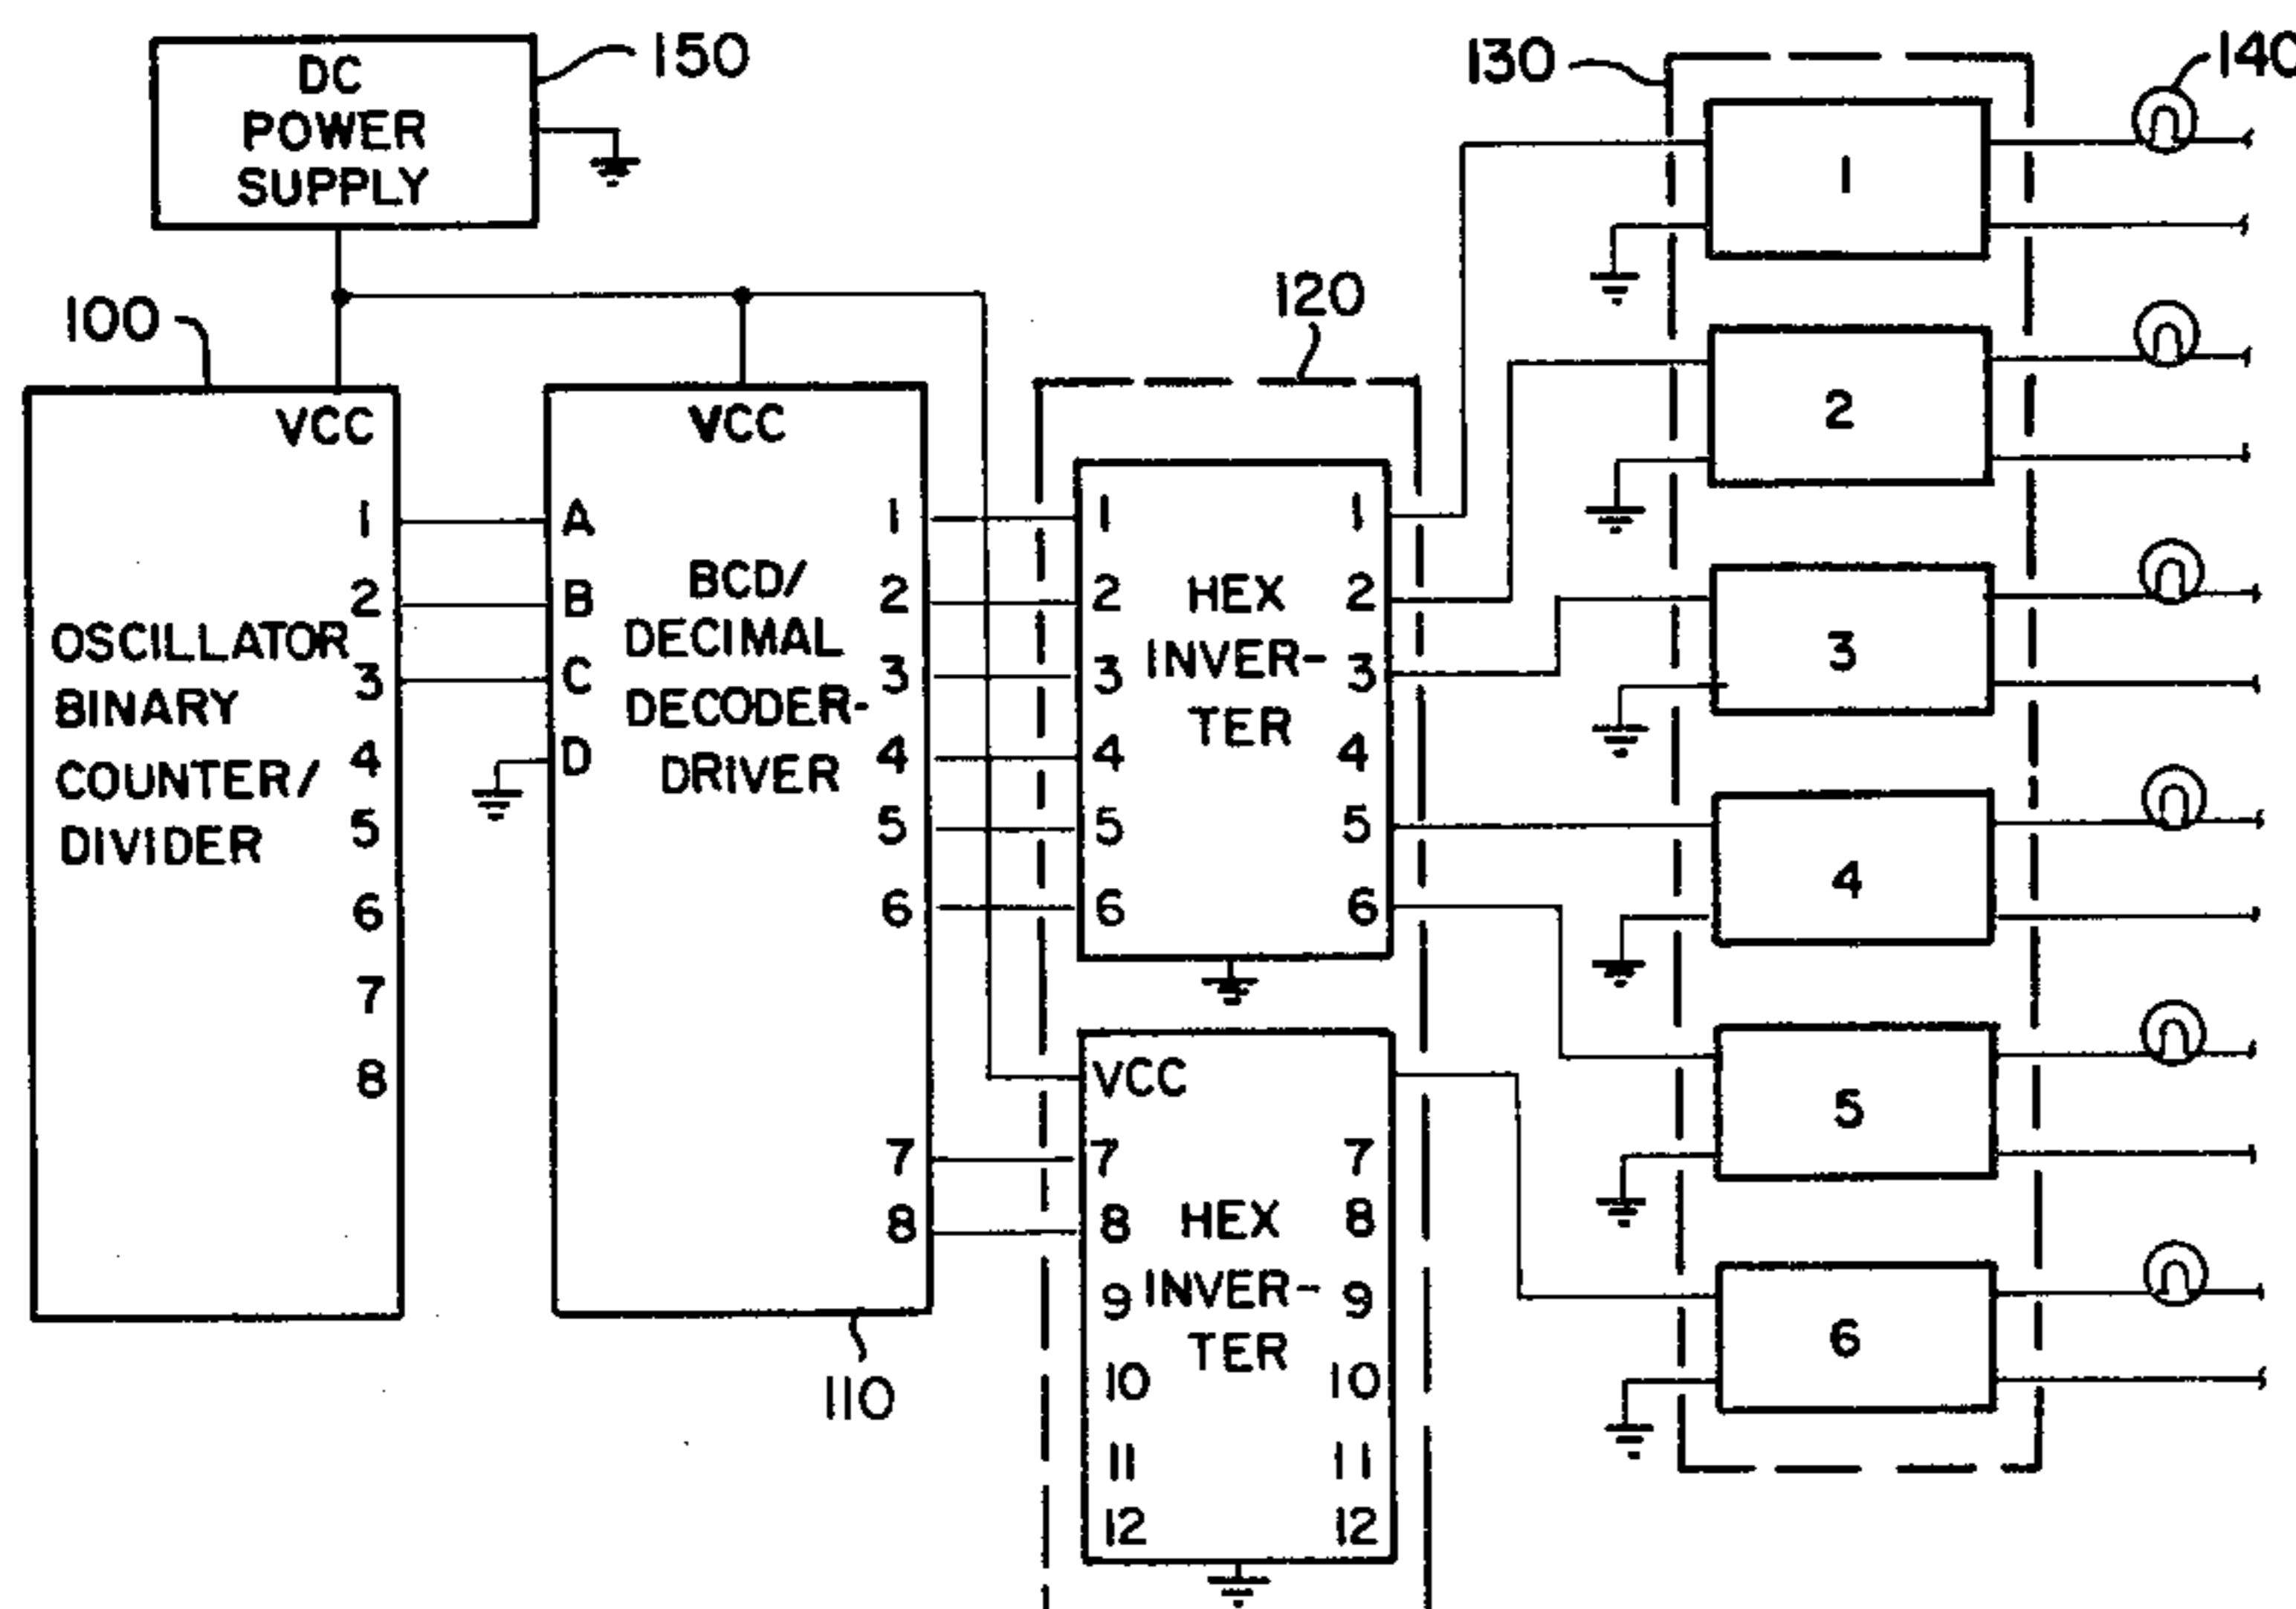 DC
POWER
SUPPLY
150
100
VCC
OSCILLATOR
BINARY
COUNTER/
DIVIDER
1
2
3
4
5
6
7
8
VCC
A
B
C
D
BCD/
DECIMAL
DECODER-
DRIVER
1
2
3
4
5
6
7
8
110
120
1
2
3
4
5
6
HEX
INVER-
TER
1
2
3
4
5
6
VCC
7
8
9
10
11
12
HEX
INVER-
TER
7
8
9
10
11
12
130
140
1
2
3
4
5
6